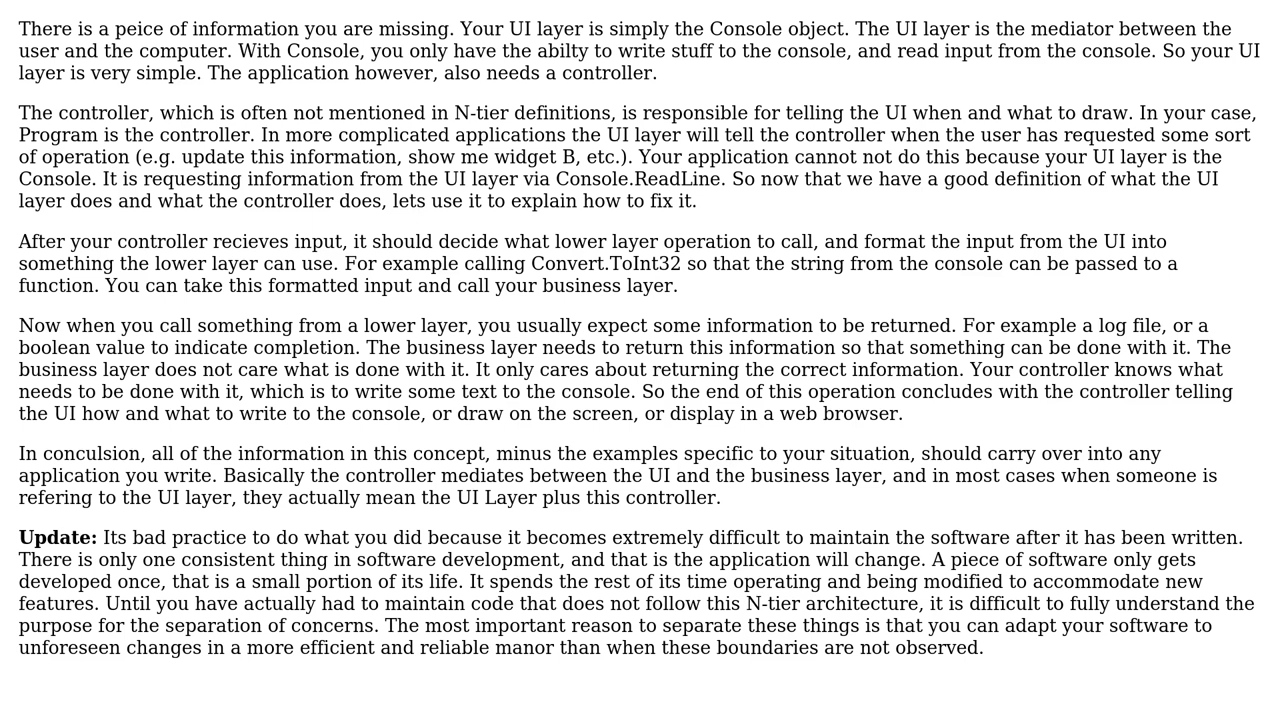 There is a peice of information you are missing. Your UI layer is simply the Console object. The UI layer is the mediator between the
user and the computer. With Console, you only have the abilty to write stuff to the console, and read input from the console. So your UI
layer is very simple. The application however, also needs a controller.
The controller, which is often not mentioned in N-tier definitions, is responsible for telling the UI when and what to draw. In your case,
Program is the controller. In more complicated applications the UI layer will tell the controller when the user has requested some sort
of operation (e.g. update this information, show me widget B, etc.). Your application cannot not do this because your UI layer is the
Console. It is requesting information from the UI layer via Console.ReadLine. So now that we have a good definition of what the UI
layer does and what the controller does, lets use it to explain how to fix it.
After your controller recieves input, it should decide what lower layer operation to call, and format the input from the UI into
something the lower layer can use. For example calling Convert.ToInt32 so that the string from the console can be passed to a
function. You can take this formatted input and call your business layer.
Now when you call something from a lower layer, you usually expect some information to be returned. For example a log file, or a
boolean value to indicate completion. The business layer needs to return this information so that something can be done with it. The
business layer does not care what is done with it. It only cares about returning the correct information. Your controller knows what
needs to be done with it, which is to write some text to the console. So the end of this operation concludes with the controller telling
the UI how and what to write to the console, or draw on the screen, or display in a web browser.
In conculsion, all of the information in this concept, minus the examples specific to your situation, should carry over into any
application you write. Basically the controller mediates between the UI and the business layer, and in most cases when someone is
refering to the UI layer, they actually mean the UI Layer plus this controller.
Update: Its bad practice to do what you did because it becomes extremely difficult to maintain the software after it has been written.
There is only one consistent thing in software development, and that is the application will change. A piece of software only gets
developed once, that is a small portion of its life. It spends the rest of its time operating and being modified to accommodate new
features. Until you have actually had to maintain code that does not follow this N-tier architecture, it is difficult to fully understand the
purpose for the separation of concerns. The most important reason to separate these things is that you can adapt your software to
unforeseen changes in a more efficient and reliable manor than when these boundaries are not observed.